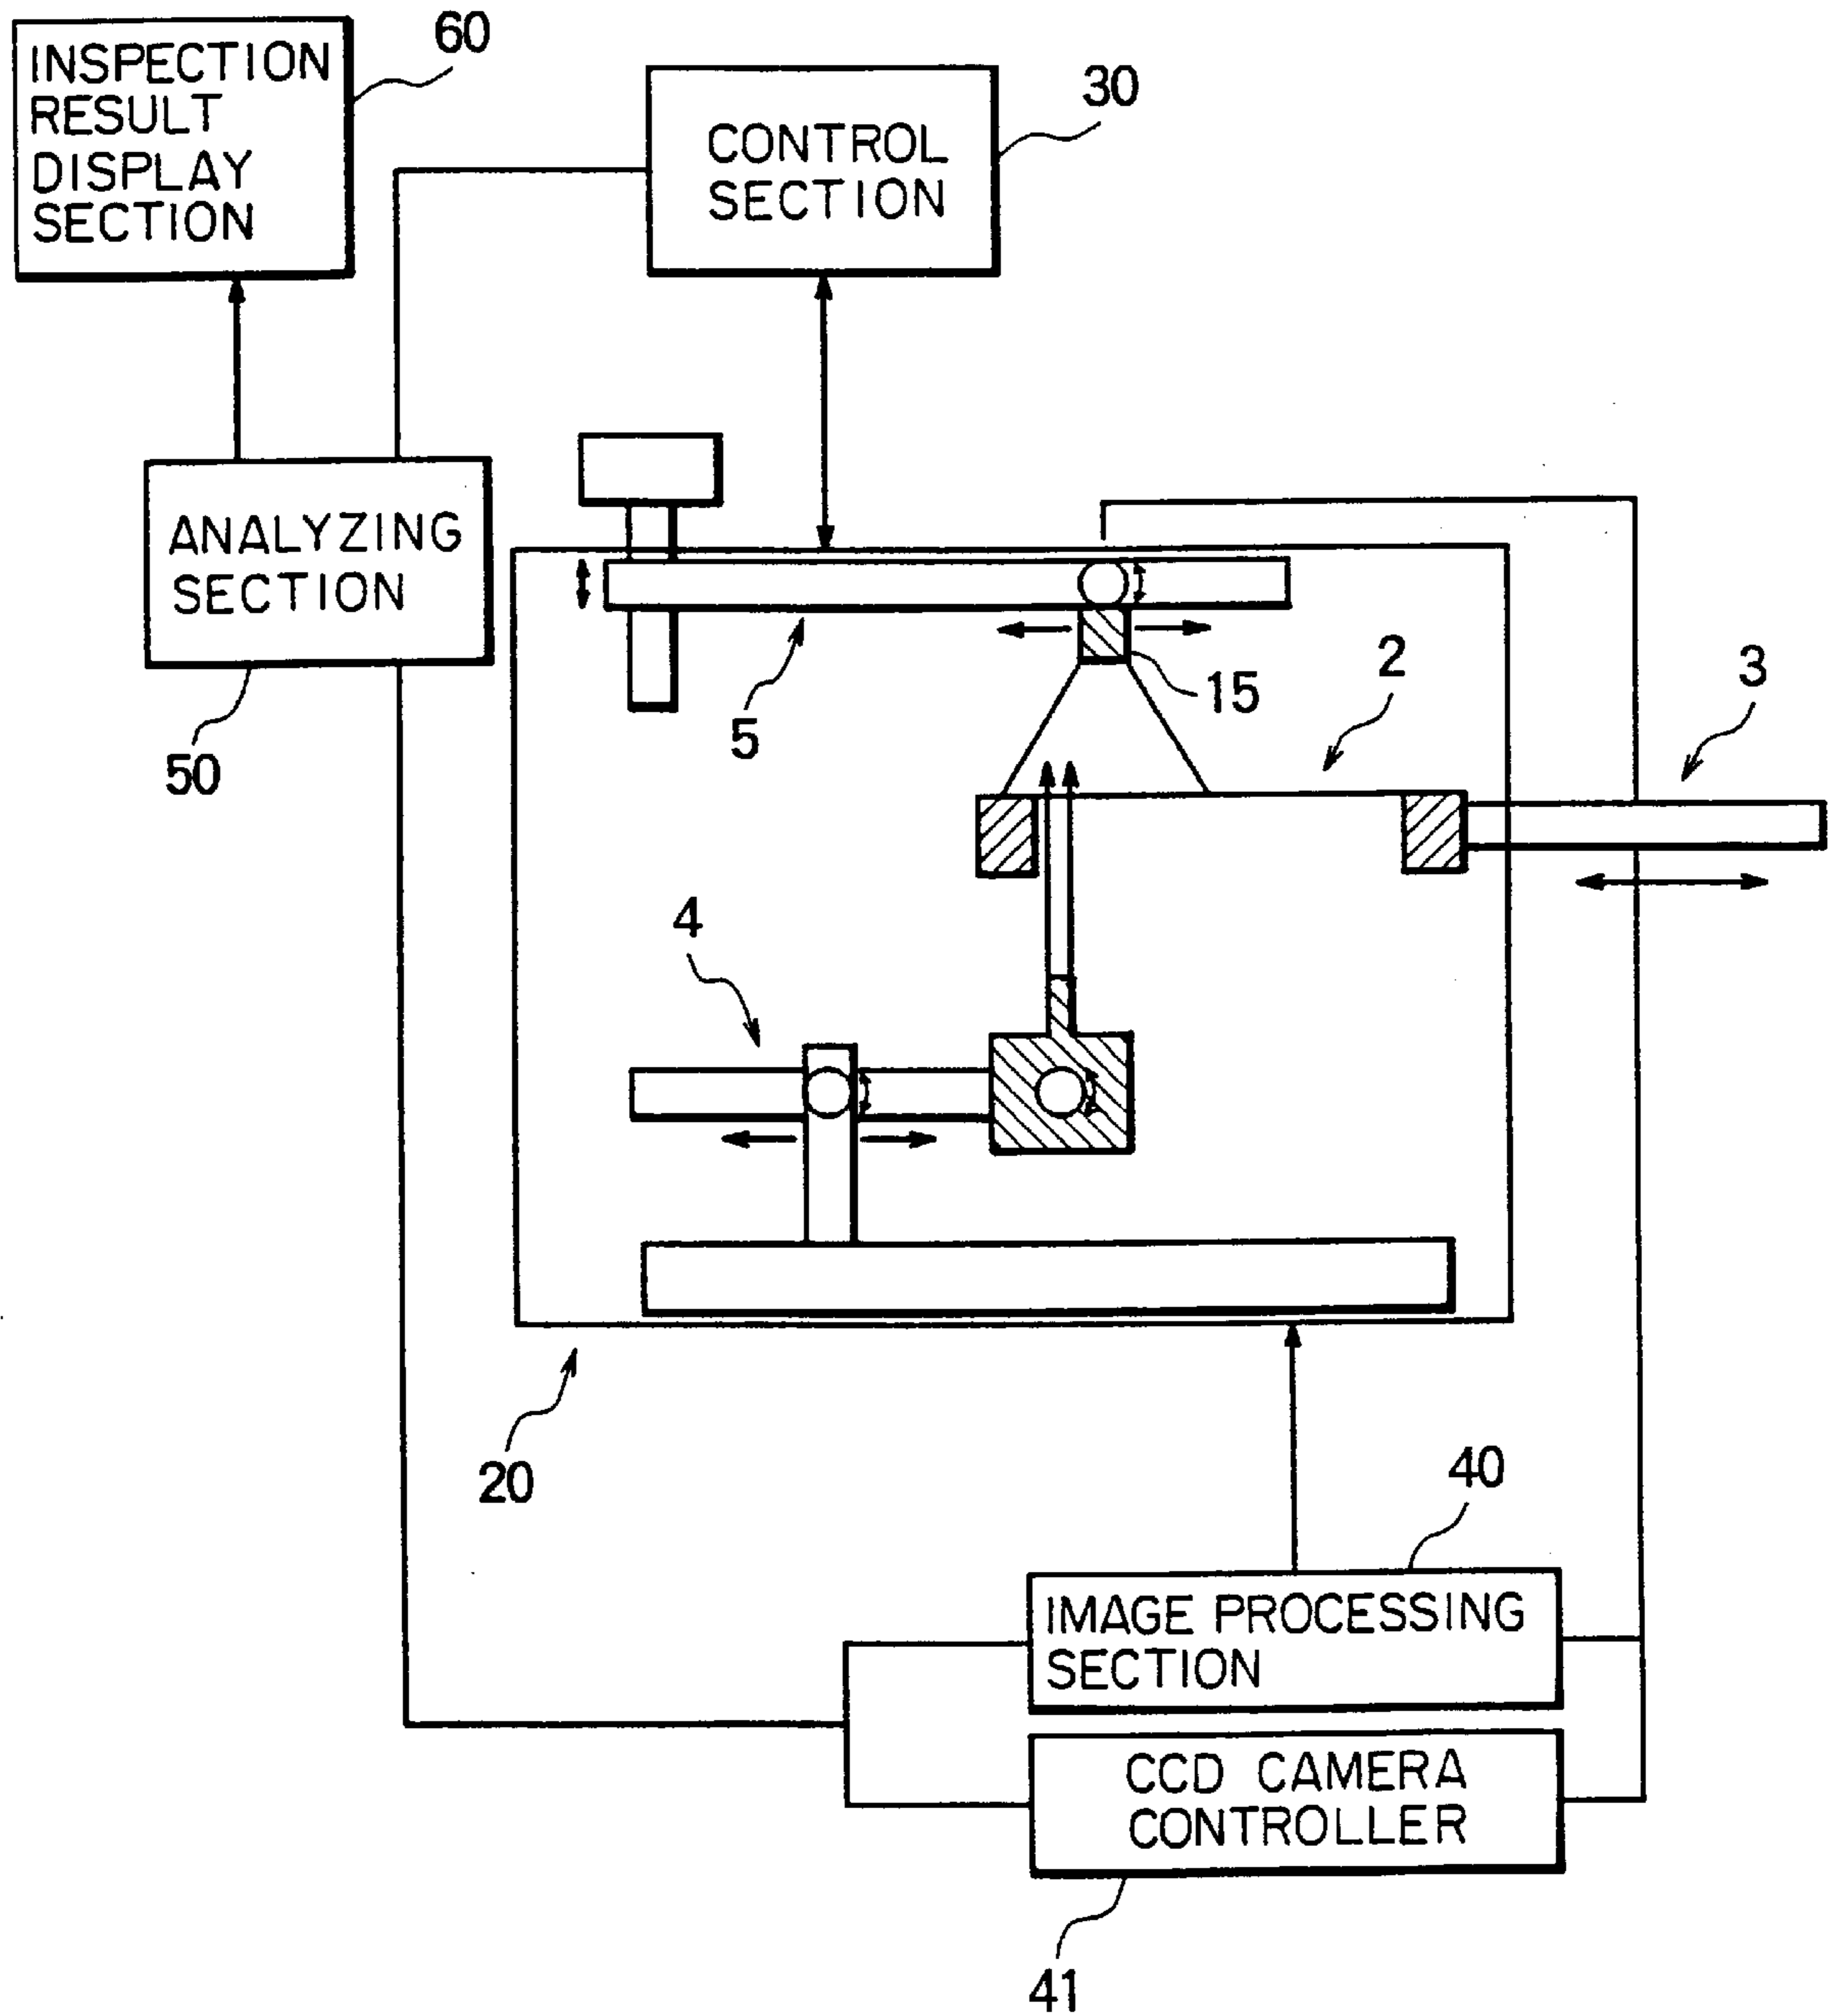 60
INSPECTION
RESULT
DISPLAY
SECTION
30
CONTROL
SECTION
ANALYZING
SECTION
50
5
15
2
3
4
20
40
IMAGE PROCESSING
SECTION
CCD CAMERA
CONTROLLER
41